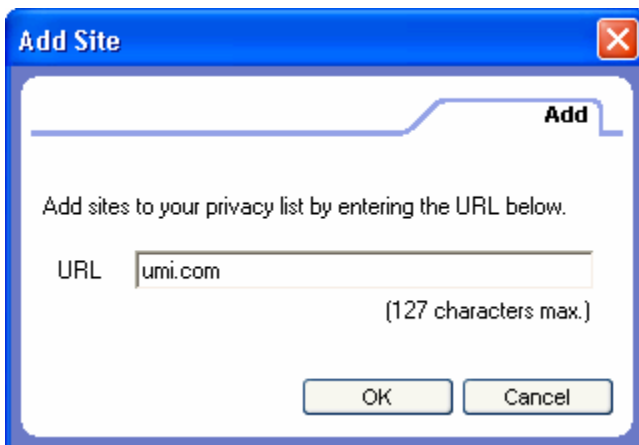 Add Site
Add
Add sites to your privacy list by entering the URL below.
URL umi.com
(127 characters max.)
OK Cancel